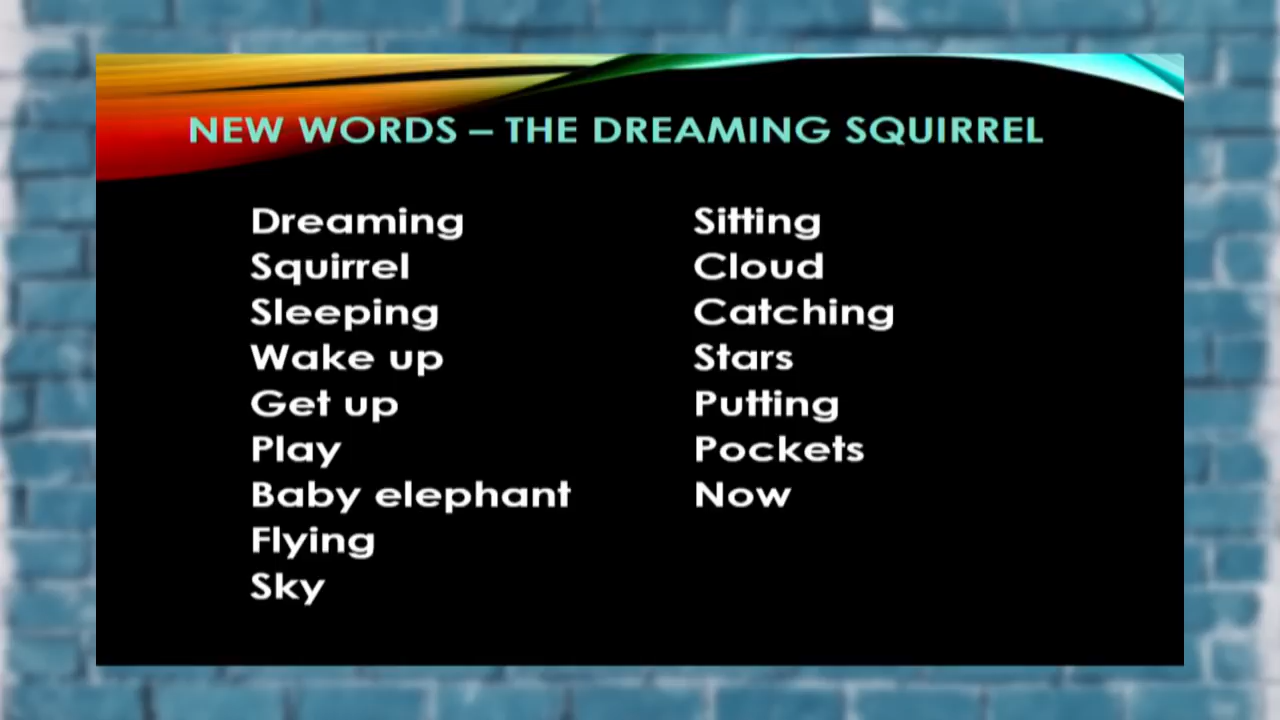 NEW WORDS – THE DREAMING SQUIRREL
Dreaming
Squirrel
Sleeping
Wake up
Get up
Play
Baby elephant
Flying
Sky
Sitting
Cloud
Catching
Stars
Putting
Pockets
Now